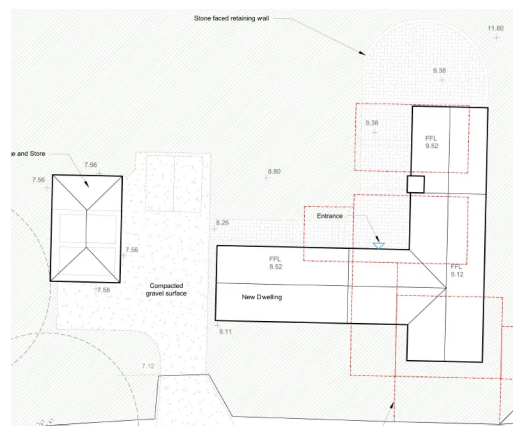 Stone faced retaining wall
11.80
9.38
9.38
FFL
9.52
e and Store
7.56
7.56
8.80
8.26
Entrance
7.56
FFL
8.52
FFL
9.12
Compacted
gravel surface
7.56
New Dwelling
8.11
7.12